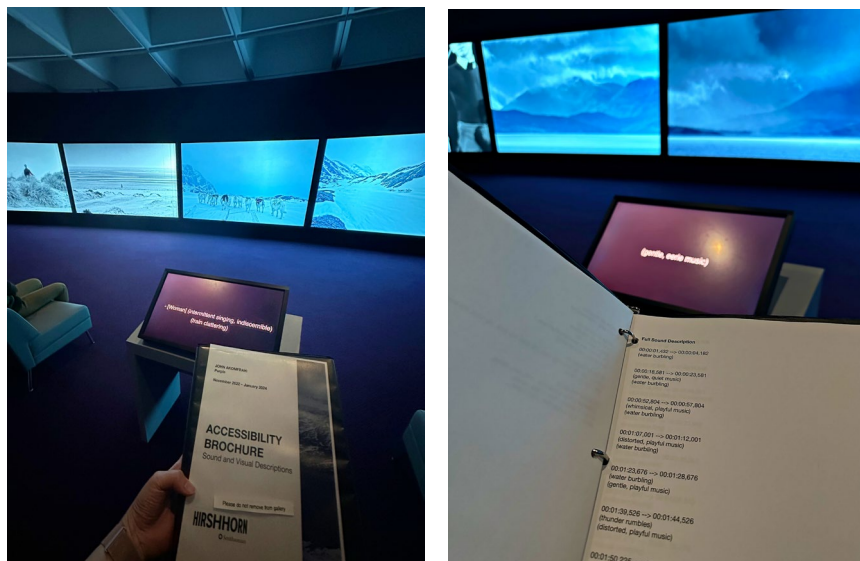 - [Woman] (intermittent singing, indiscernible)
(train clattering)
JOHN AKOMFRAH
Purple
November 2022 – January 2024
ACCESSIBILITY
BROCHURE
Sound and Visual Descriptions
Please do not remove from gallery
HIRSHHORN
Smithsonian
(gentle, eerie music)
Full Sound Description
00:00:01,432 --> 00:00:04,182
(water burbling)
00:00:18,581 --> 00:00:23,581
(gentle, quiet music)
(water burbling)
00:00:52,804 --> 00:00:57,804
(whimsical, playful music)
(water burbling)
00:01:07,001 --> 00:01:12,001
(distorted, playful music)
(water burbling)
00:01:23,676 --> 00:01:28,676
(water burbling)
(gentle, playful music)
00:01:39,526 --> 00:01:44,526
(thunder rumbles)
(distorted, playful music)